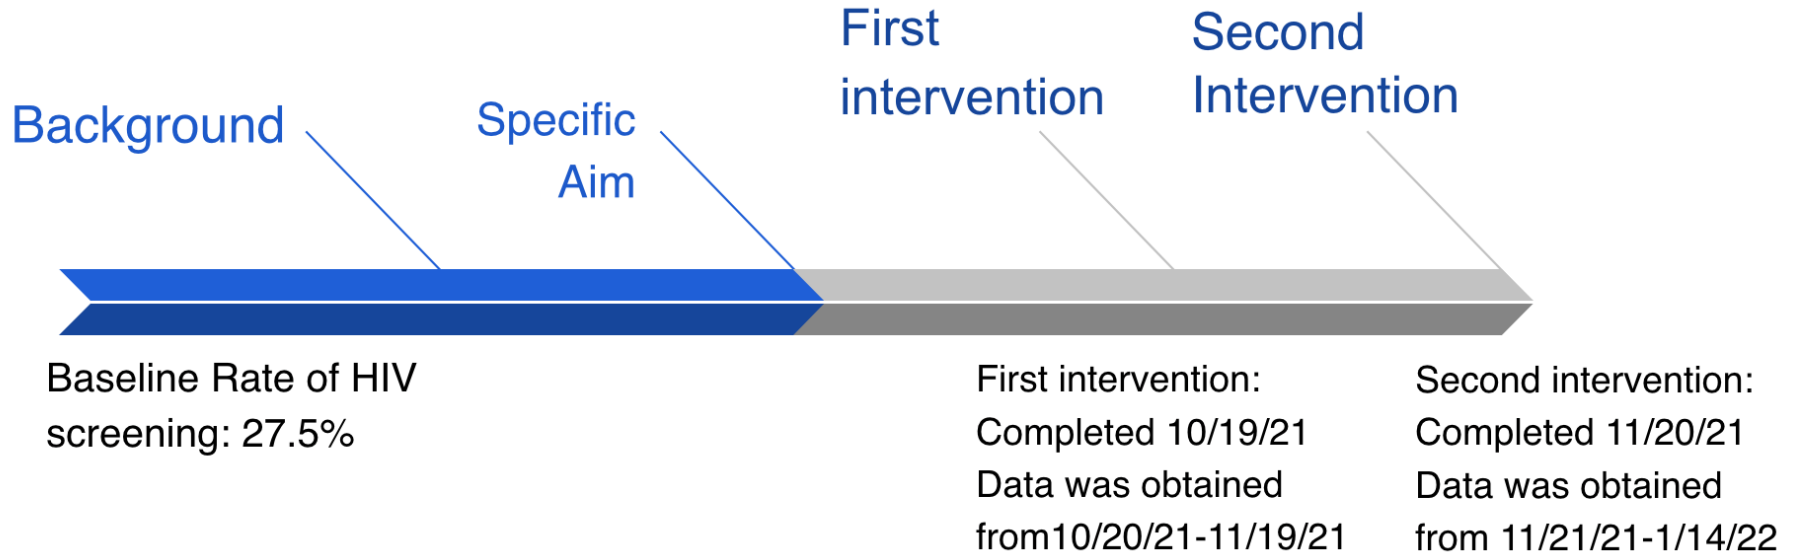 Background
Specific
Aim
First
intervention
Second
Intervention
Baseline Rate of HIV
screening: 27.5%
First intervention:
Completed 10/19/21
Data was obtained
from10/20/21-11/19/21
Second intervention:
Completed 11/20/21
Data was obtained
from 11/21/21-1/14/22